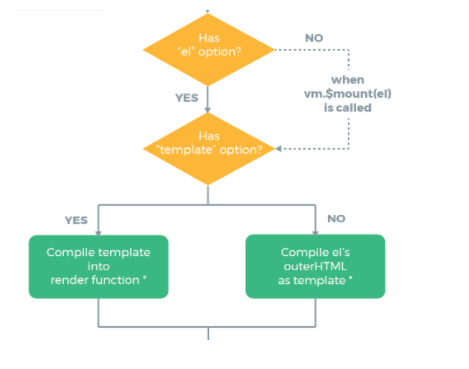 Has
"el" option?
NO
when
vm.$mount(el)
is called
YES
Has
"template" option?
YES
NO
Compile template
into
render function *
Compile el's
outerHTML
as template *